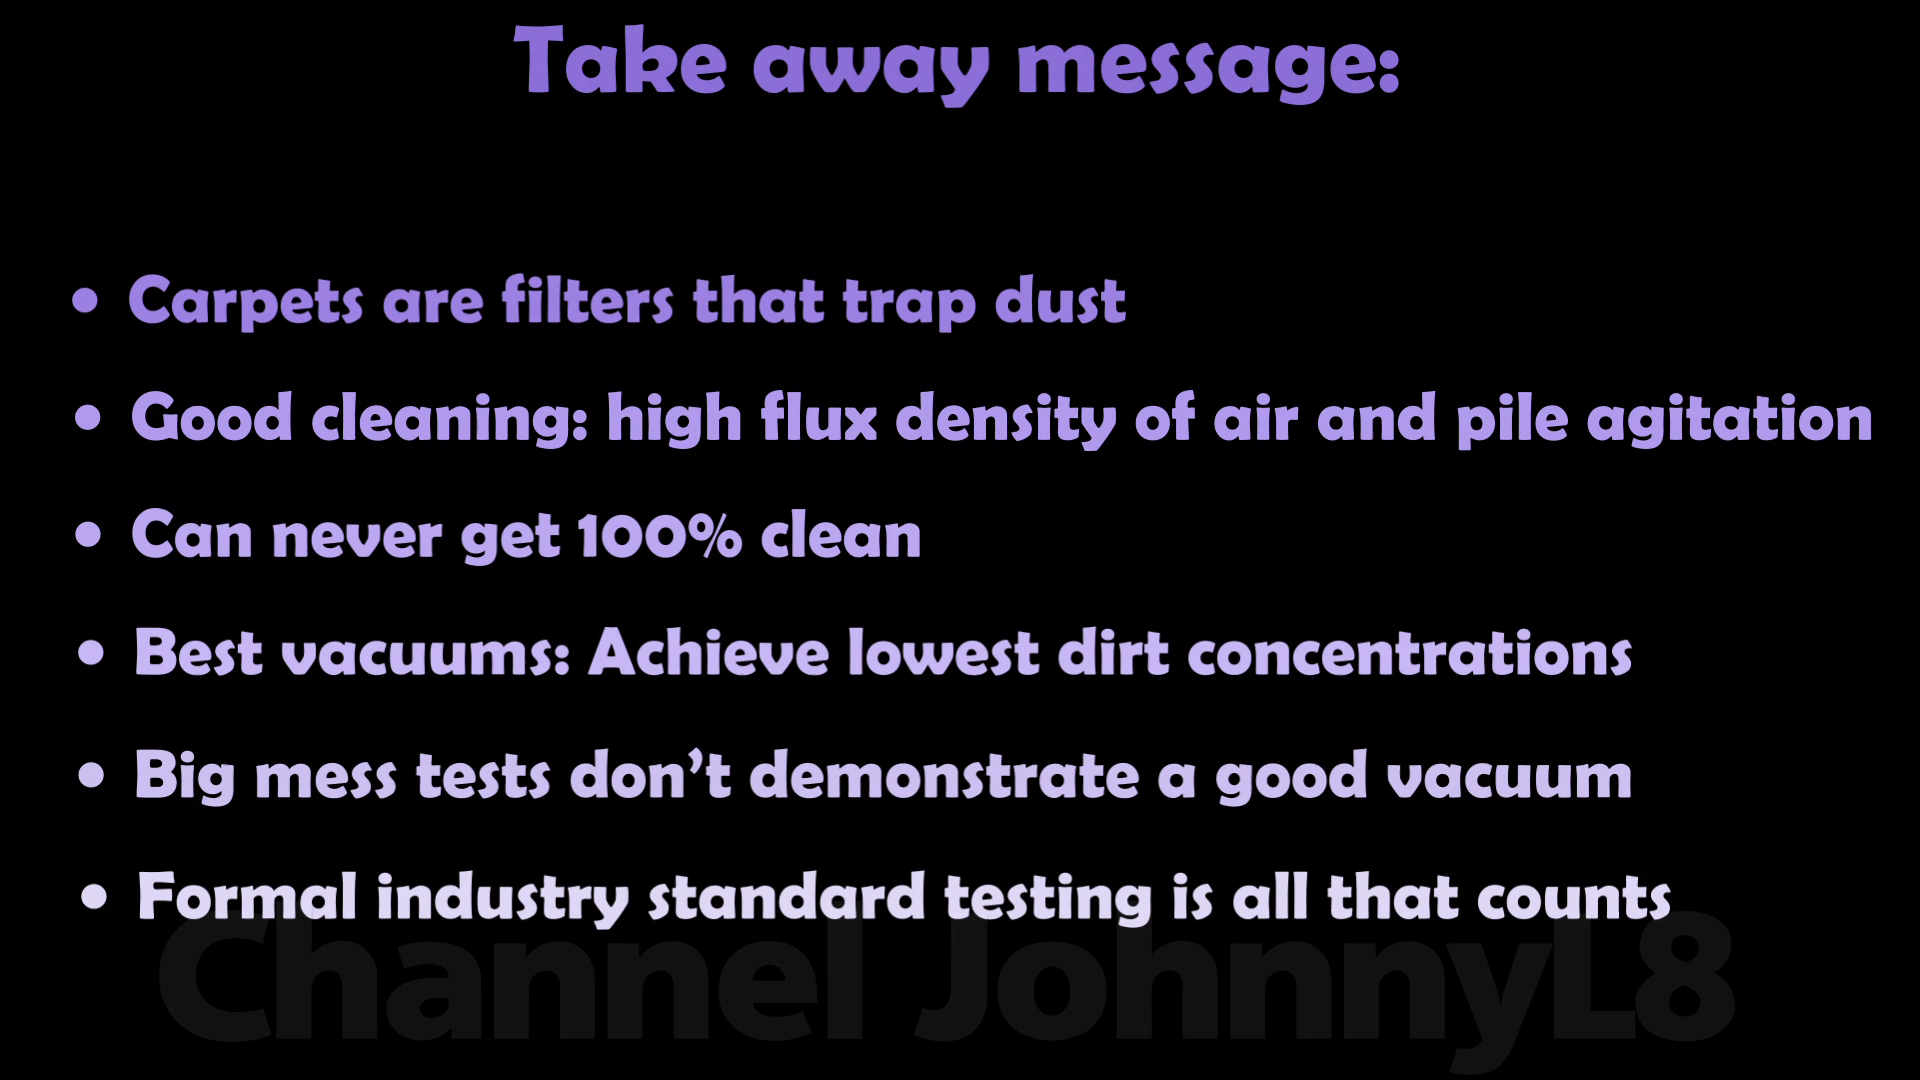 Take away message:
• Carpets are filters that trap dust
• Good cleaning: high flux density of air and pile agitation
• Can never get 100% clean
• Best vacuums: Achieve lowest dirt concentrations
• Big mess tests don’t demonstrate a good vacuum
• Formal industry standard testing is all that counts
Channel JohnnyL8